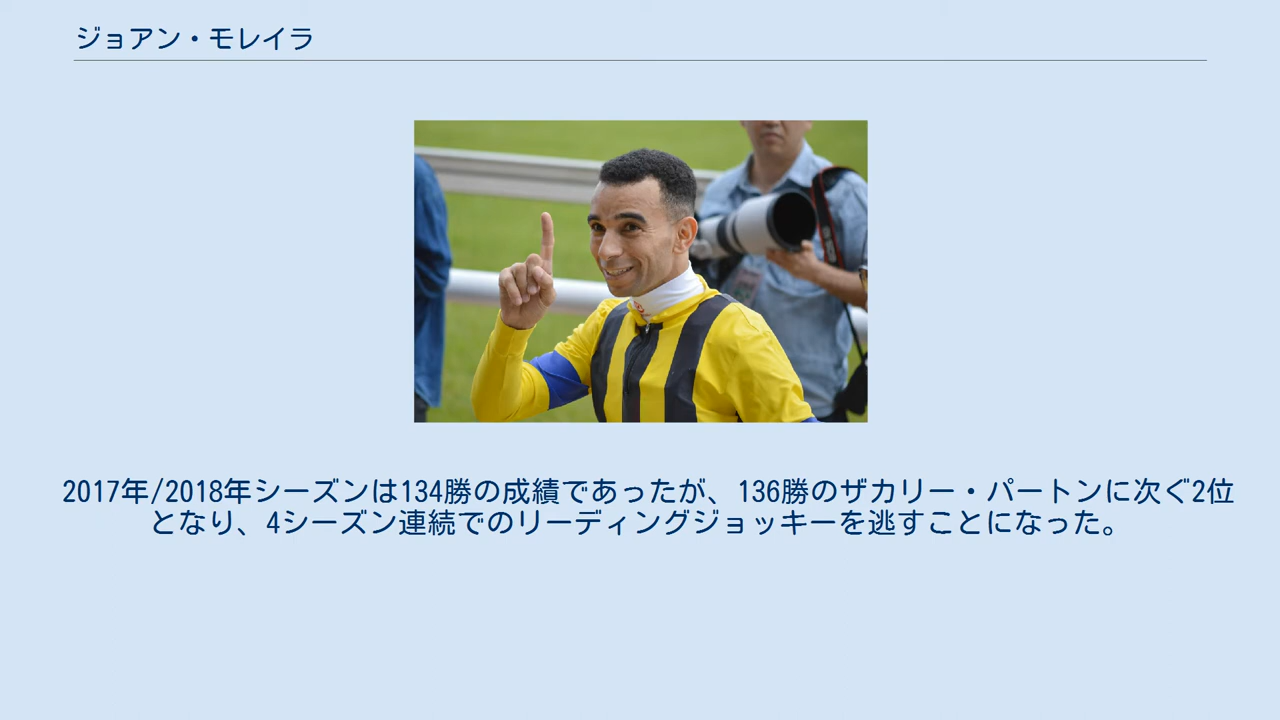 ジョアン・モレイラ
2017年/2018年シーズンは134勝の成績であったが、136勝のザカリー・パートンに次ぐ2位
となり、4シーズン連続でのリーディングジョッキーを逃すことになった。